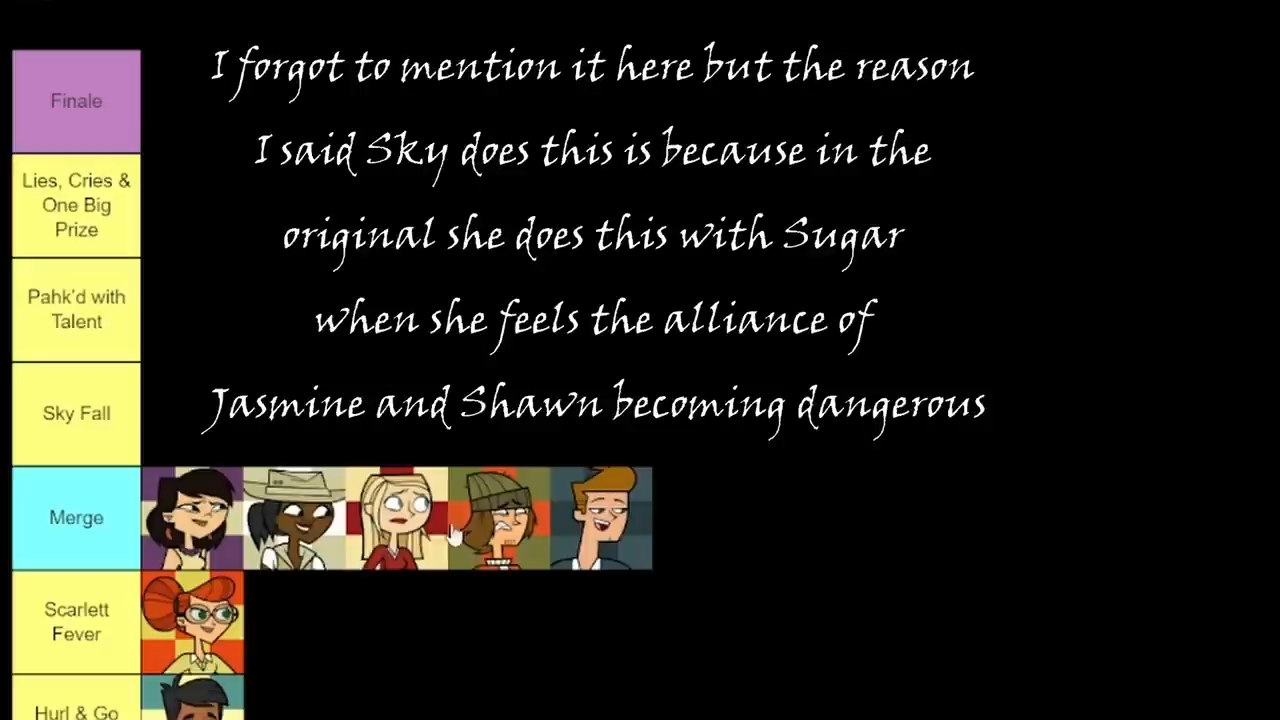 I forgot to mention it here but the reason
I said Sky does this is because in the
original she does this with Sugar
when she feels the alliance of
Jasmine and Shawn becoming dangerous
Finale
Lies, Cries &
One Big
Prize
Pahk'd with
Talent
Sky Fall
Merge
Scarlett
Fever
Hurl & Go